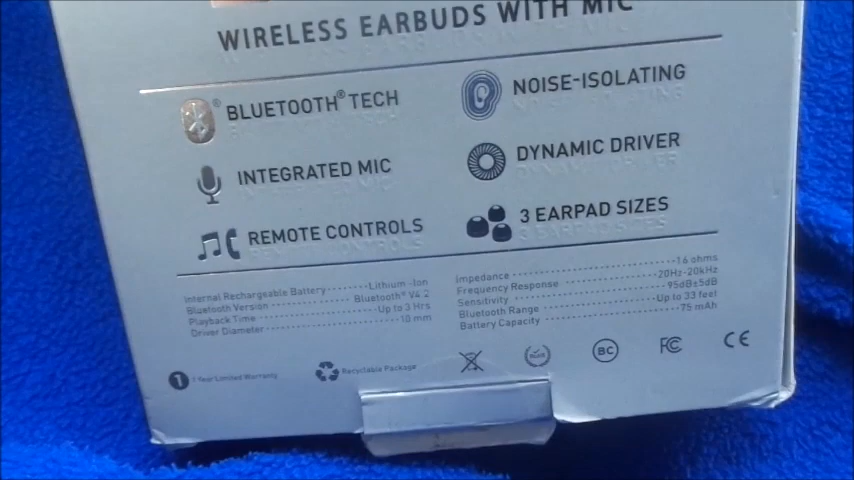 WIRELESS EARBUDS WITH MIC
BLUETOOTH® TECH
NOISE-ISOLATING
INTEGRATED MIC
DYNAMIC DRIVER
REMOTE CONTROLS
3 EARPAD SIZES
Internal Rechargeable Battery Lithium-Ion
Bluetooth Version Bluetooth® V4.2
Playback Time Up to 3 Hrs
Driver Diameter 10 mm
Impedance 16 ohms
Frequency Response 20Hz-20kHz
Sensitivity 95dB±5dB
Bluetooth Range Up to 33 feet
Battery Capacity 75 mAh
1 1 Year Limited Warranty
Recyclable Package
BC
FC
CE